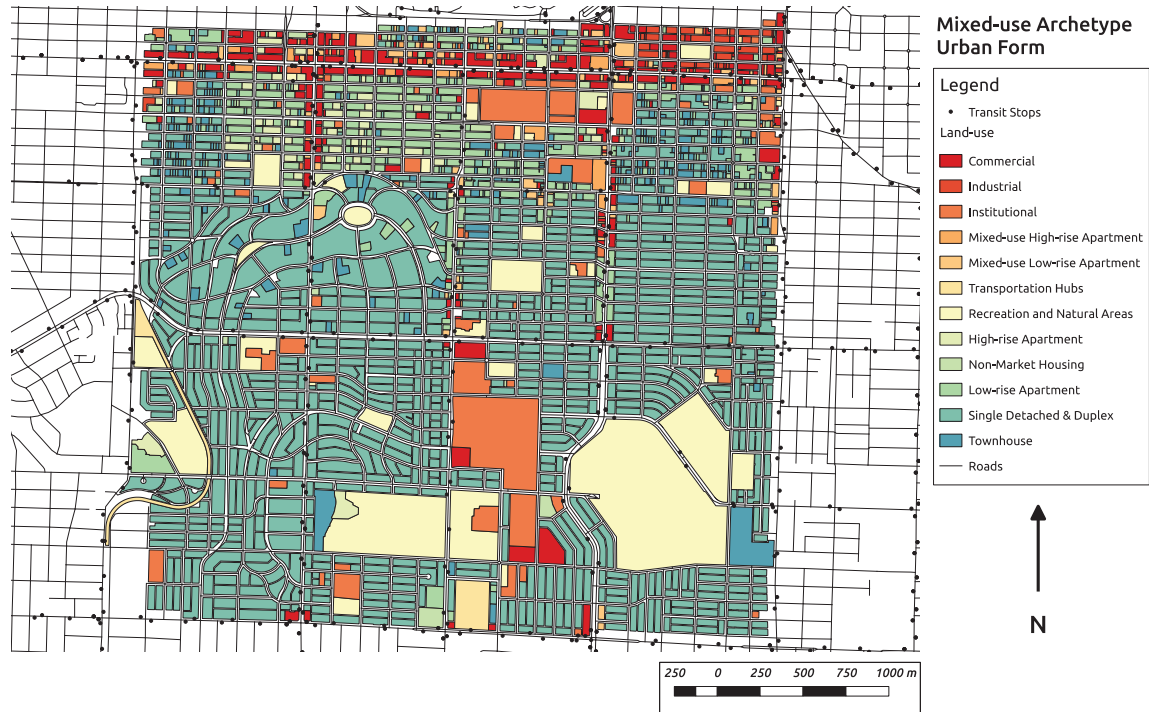 Mixed-use Archetype
Urban Form
Legend
Transit Stops
Land-use
Commercial
Industrial
Institutional
Mixed-use High-rise Apartment
Mixed-use Low-rise Apartment
Transportation Hubs
Recreation and Natural Areas
High-rise Apartment
Non-Market Housing
Low-rise Apartment
Single Detached & Duplex
Townhouse
Roads
N
250 0 250 500 750 1000 m